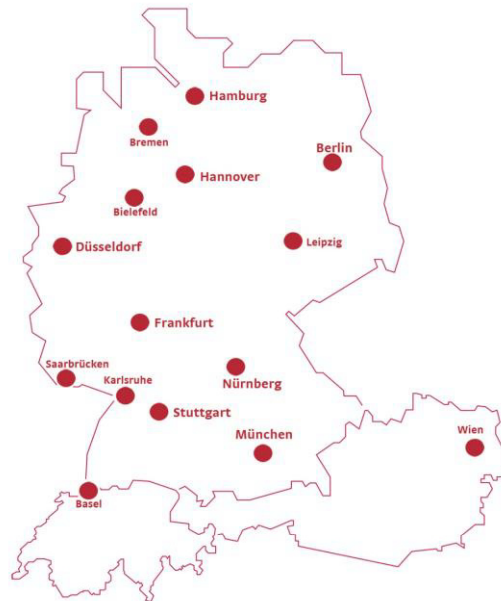 Hamburg
Bremen
Berlin
Hannover
Bielefeld
Düsseldorf
Leipzig
Frankfurt
Saarbrücken
Karlsruhe
Nürnberg
Stuttgart
München
Wien
Basel